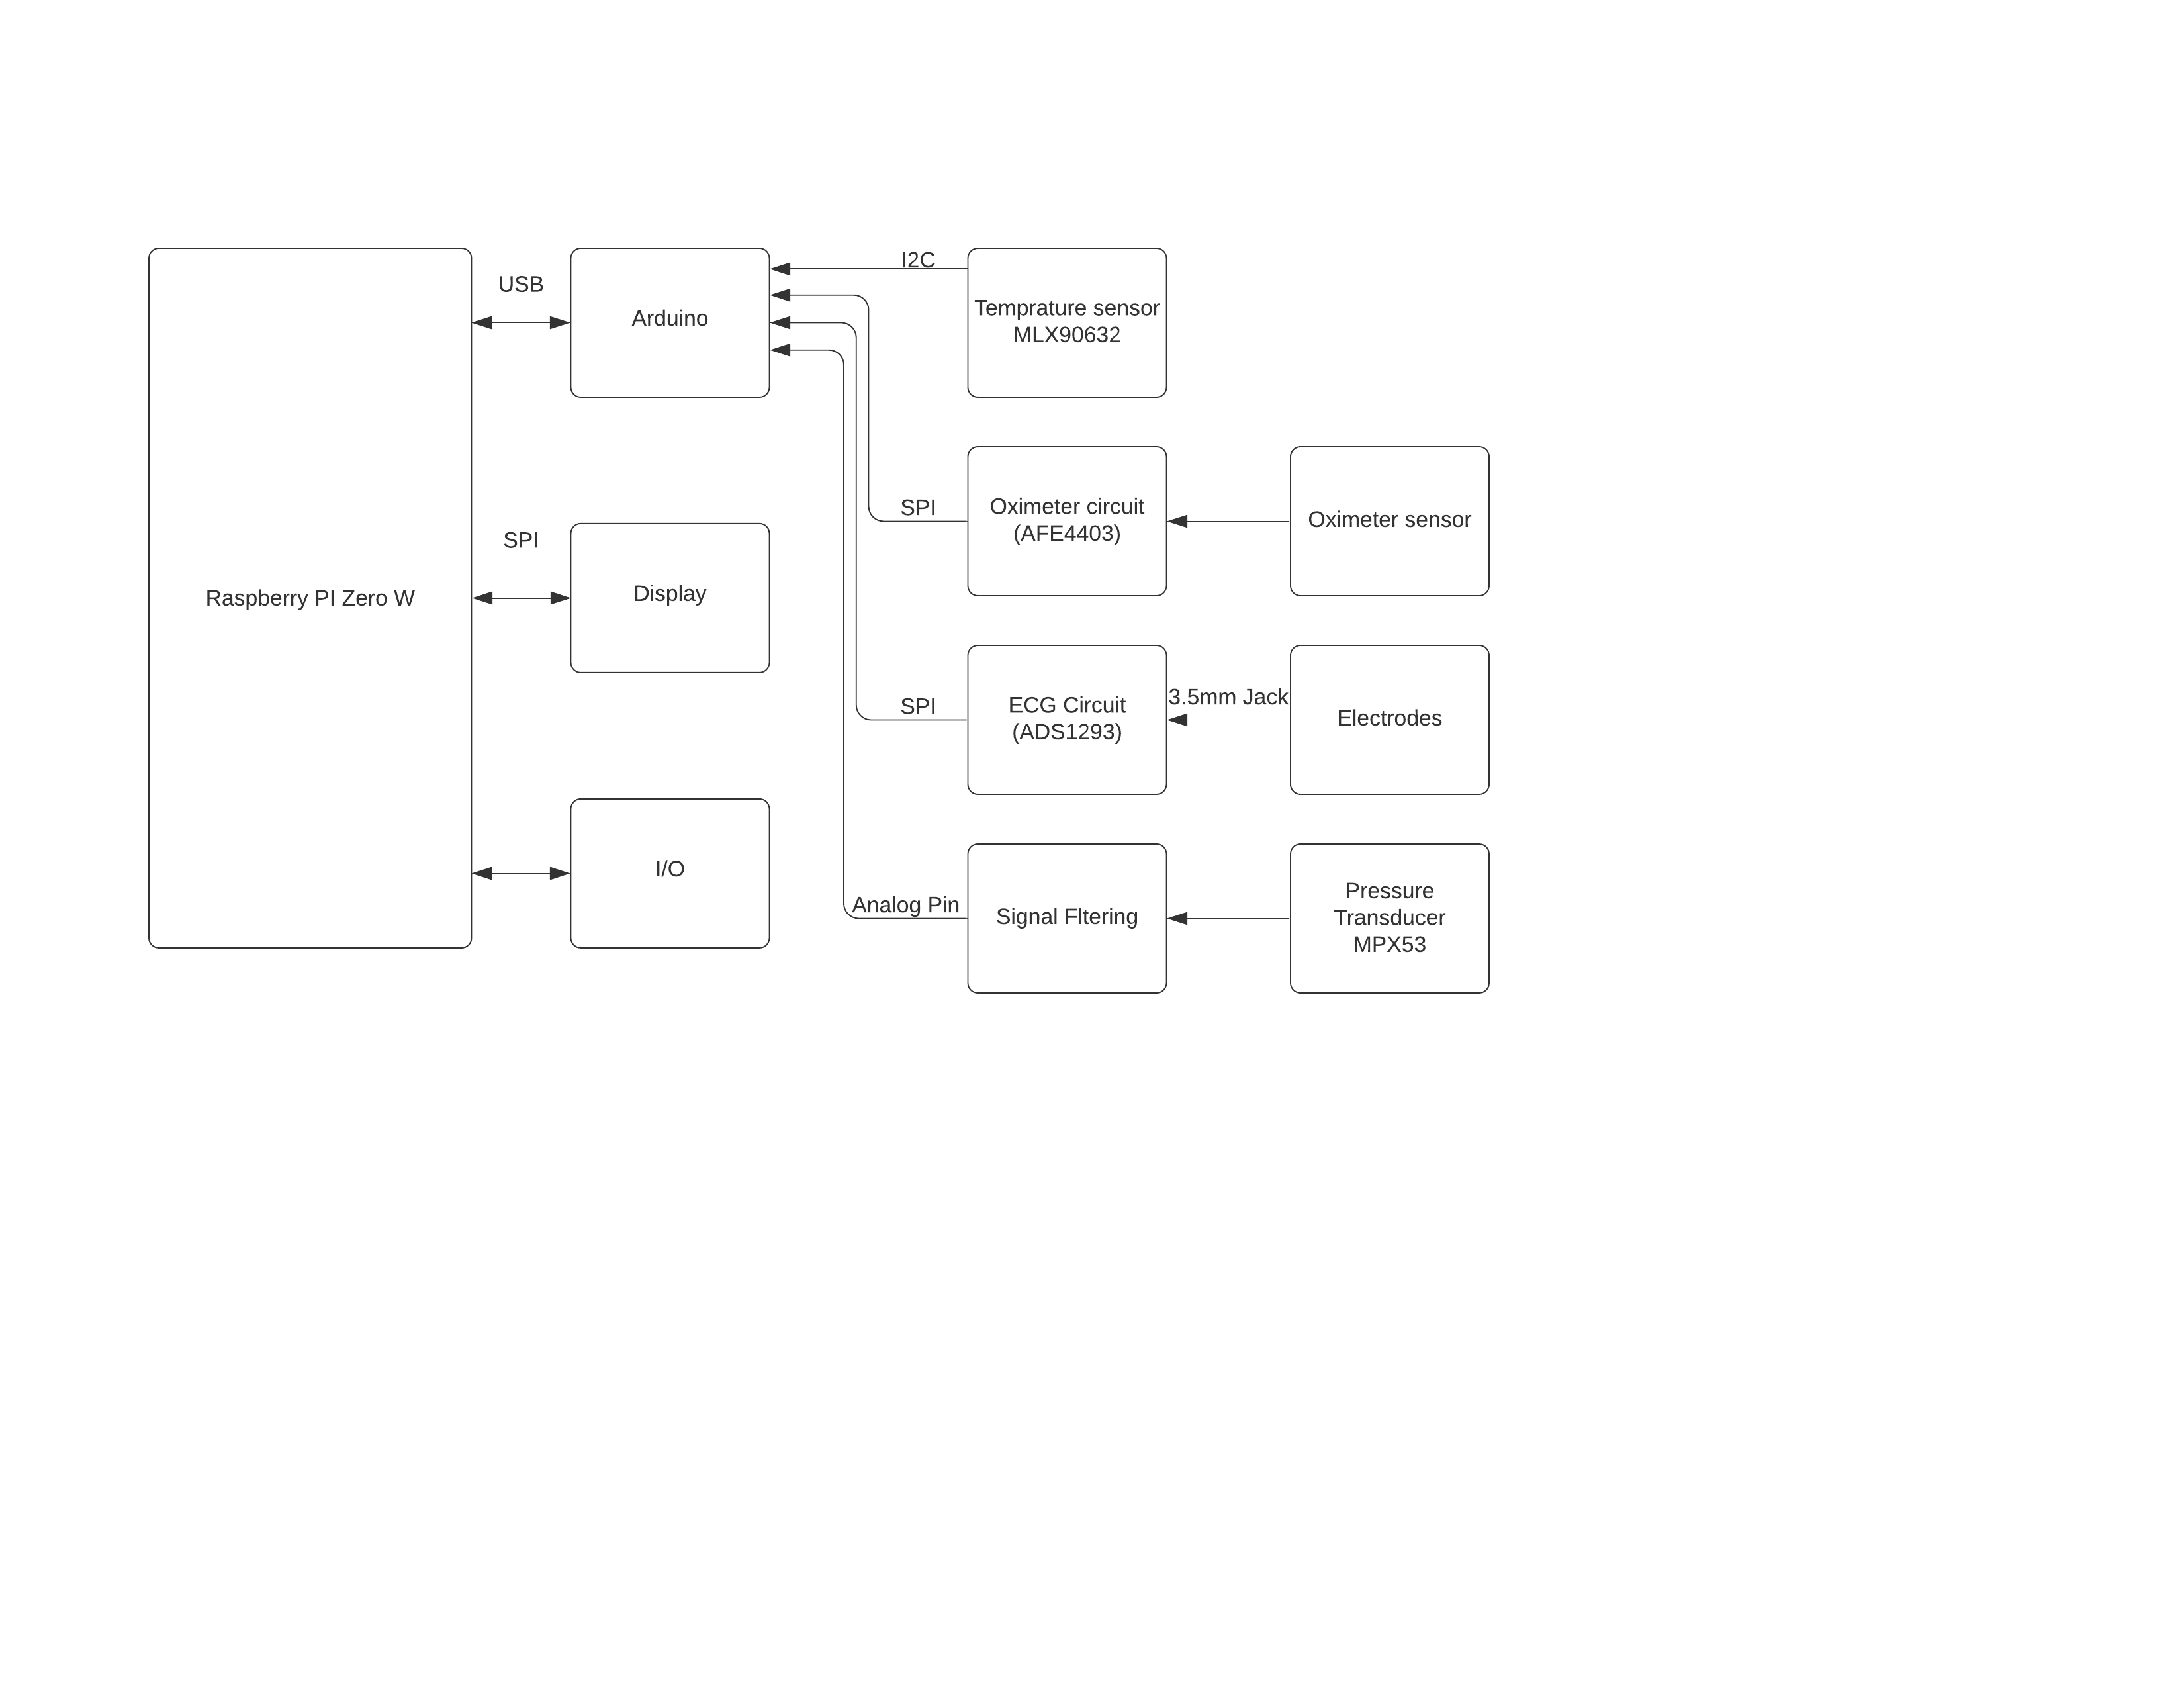 I2C
USB
Temprature sensor
MLX90632
Arduino
SPI
Oximeter circuit
(AFE4403)
Oximeter sensor
SPI
Display
Raspberry PI Zero W
3.5mm Jack
SPI
ECG Circuit
(ADS1293)
Electrodes
I/O
Analog Pin
Signal Fltering
Pressure
Transducer
MPX53